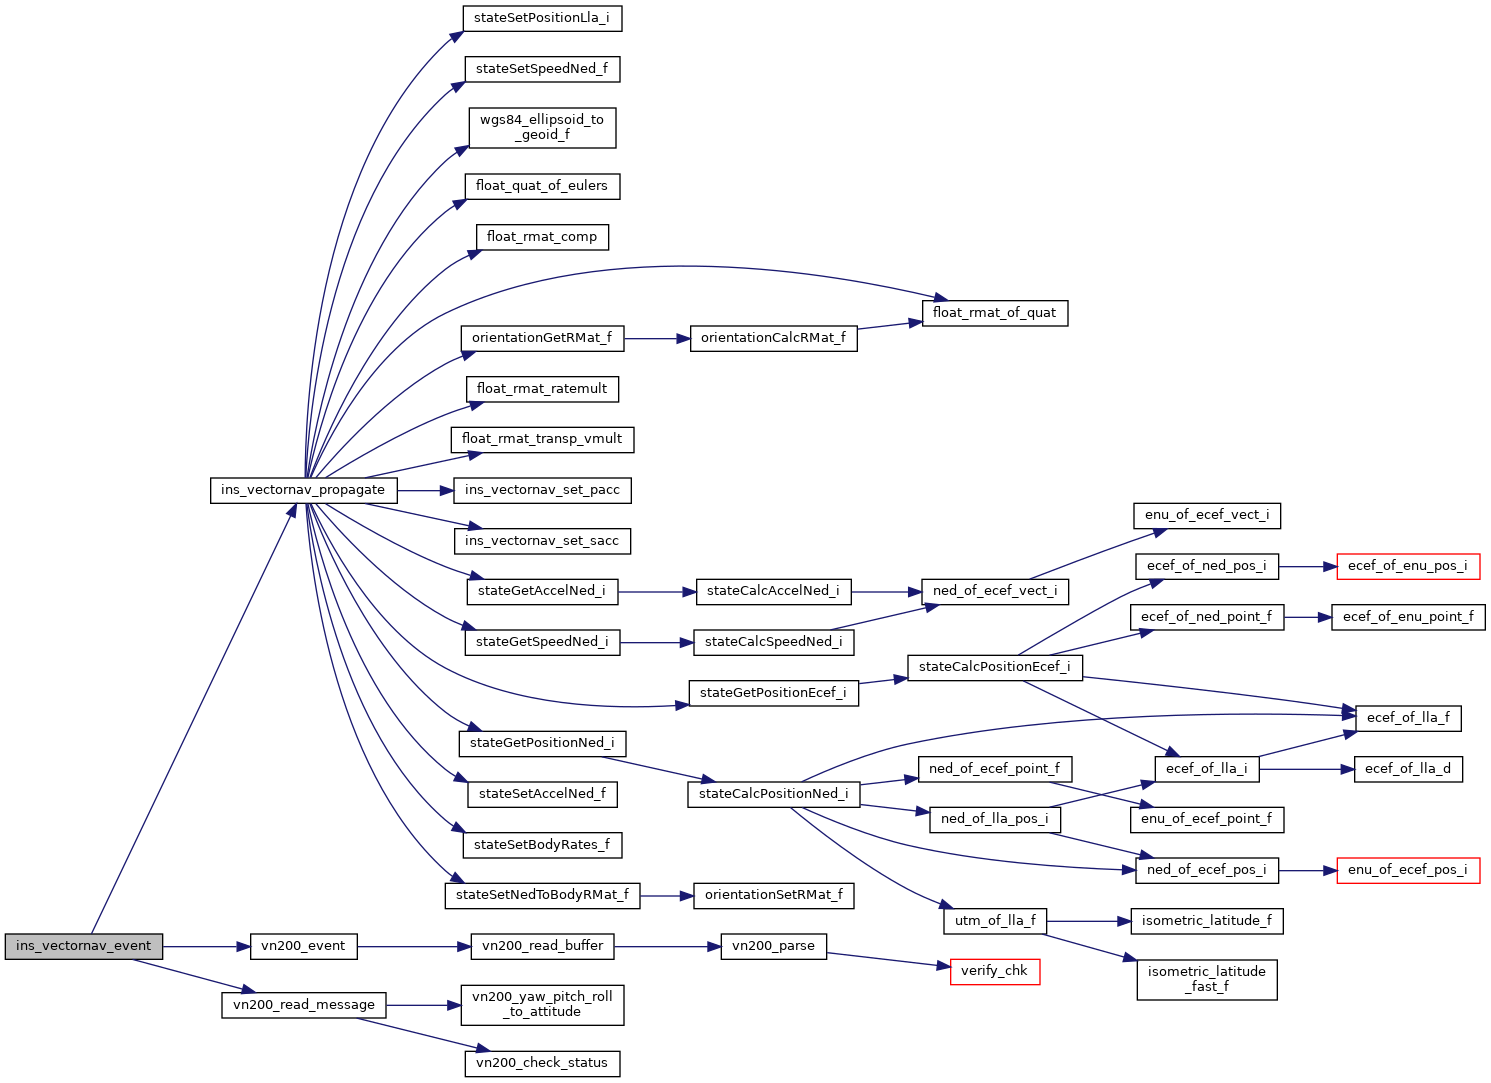 stateSetPositionLla_i
stateSetSpeedNed_f
wgs84_ellipsoid_to
_geoid_f
float_quat_of_eulers
float_rmat_comp
float_rmat_of_quat
orientationGetRMat_f
orientationCalcRMat_f
float_rmat_ratemult
float_rmat_transp_vmult
ins_vectornav_propagate
ins_vectornav_set_pacc
ins_vectornav_set_sacc
enu_of_ecef_vect_i
ecef_of_ned_pos_i
ecef_of_enu_pos_i
stateGetAccelNed_i
stateCalcAccelNed_i
ned_of_ecef_vect_i
ecef_of_ned_point_f
ecef_of_enu_point_f
stateGetSpeedNed_i
stateCalcSpeedNed_i
stateCalcPositionEcef_i
stateGetPositionEcef_i
ecef_of_lla_f
stateGetPositionNed_i
ned_of_ecef_point_f
ecef_of_lla_i
ecef_of_lla_d
stateSetAccelNed_f
stateCalcPositionNed_i
ned_of_lla_pos_i
enu_of_ecef_point_f
stateSetBodyRates_f
ned_of_ecef_pos_i
enu_of_ecef_pos_i
stateSetNedToBodyRMat_f
orientationSetRMat_f
utm_of_lla_f
isometric_latitude_f
ins_vectornav_event
vn200_event
vn200_read_buffer
vn200_parse
verify_chk
isometric_latitude
_fast_f
vn200_read_message
vn200_yaw_pitch_roll
_to_attitude
vn200_check_status